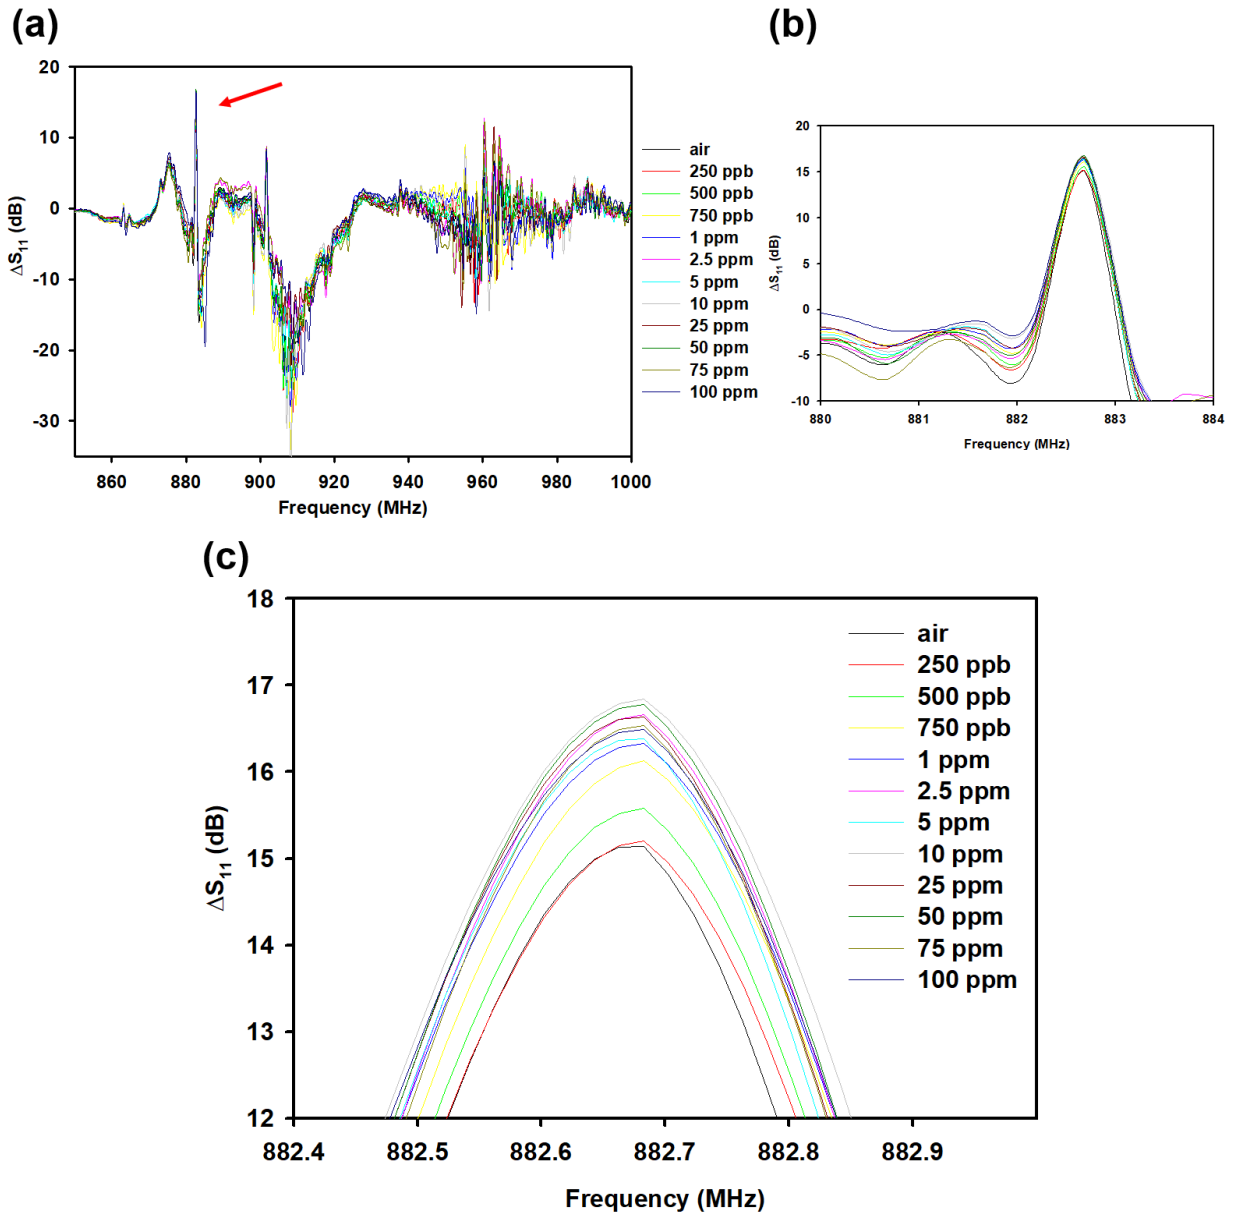 (a)
20
10
0
-10
-20
-30
ΔS11 (dB)
860 880 900 920 940 960 980 1000
Frequency (MHz)
air
250 ppb
500 ppb
750 ppb
1 ppm
2.5 ppm
5 ppm
10 ppm
25 ppm
50 ppm
75 ppm
100 ppm
(b)
20
15
10
5
0
-5
-10
ΔS11 (dB)
880 881 882 883 884
Frequency (MHz)
(c)
18
17
16
15
14
13
12
ΔS11 (dB)
882.4 882.5 882.6 882.7 882.8 882.9
Frequency (MHz)
air
250 ppb
500 ppb
750 ppb
1 ppm
2.5 ppm
5 ppm
10 ppm
25 ppm
50 ppm
75 ppm
100 ppm